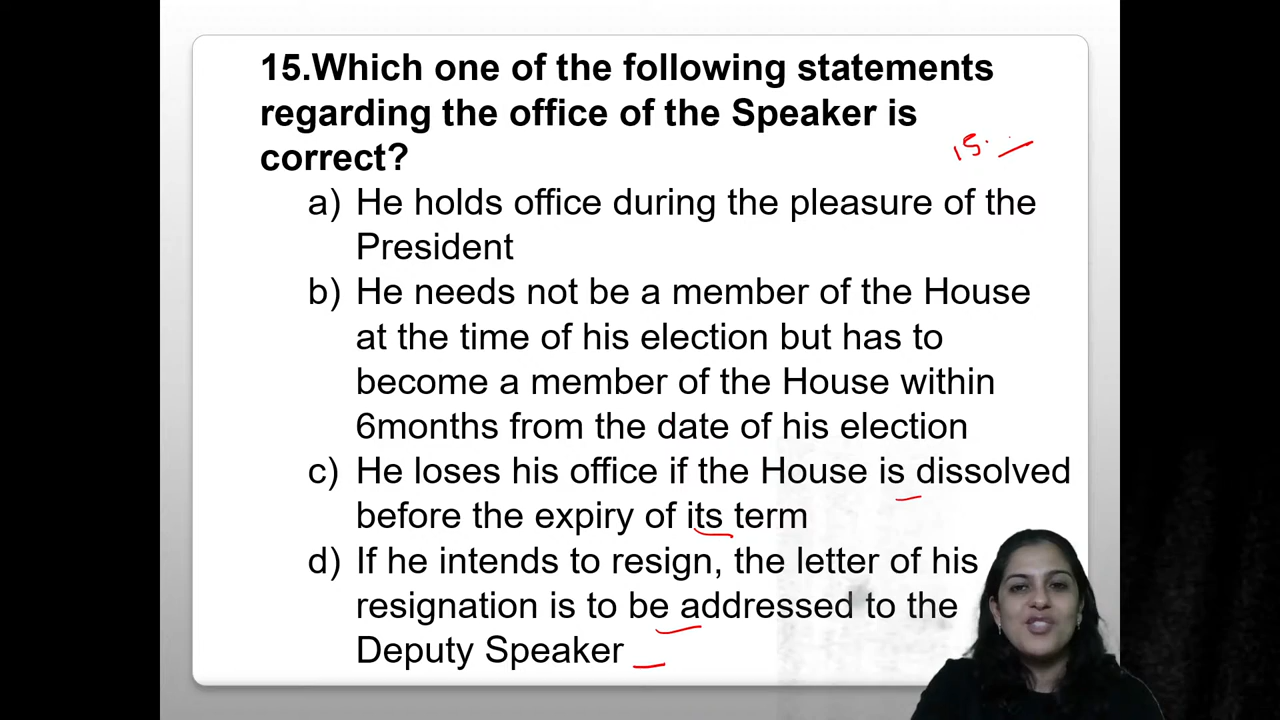 15.Which one of the following statements
regarding the office of the Speaker is
correct?
15.
a) He holds office during the pleasure of the
President
b) He needs not be a member of the House
at the time of his election but has to
become a member of the House within
6months from the date of his election
c) He loses his office if the House is dissolved
before the expiry of its term
d) If he intends to resign, the letter of his
resignation is to be addressed to the
Deputy Speaker